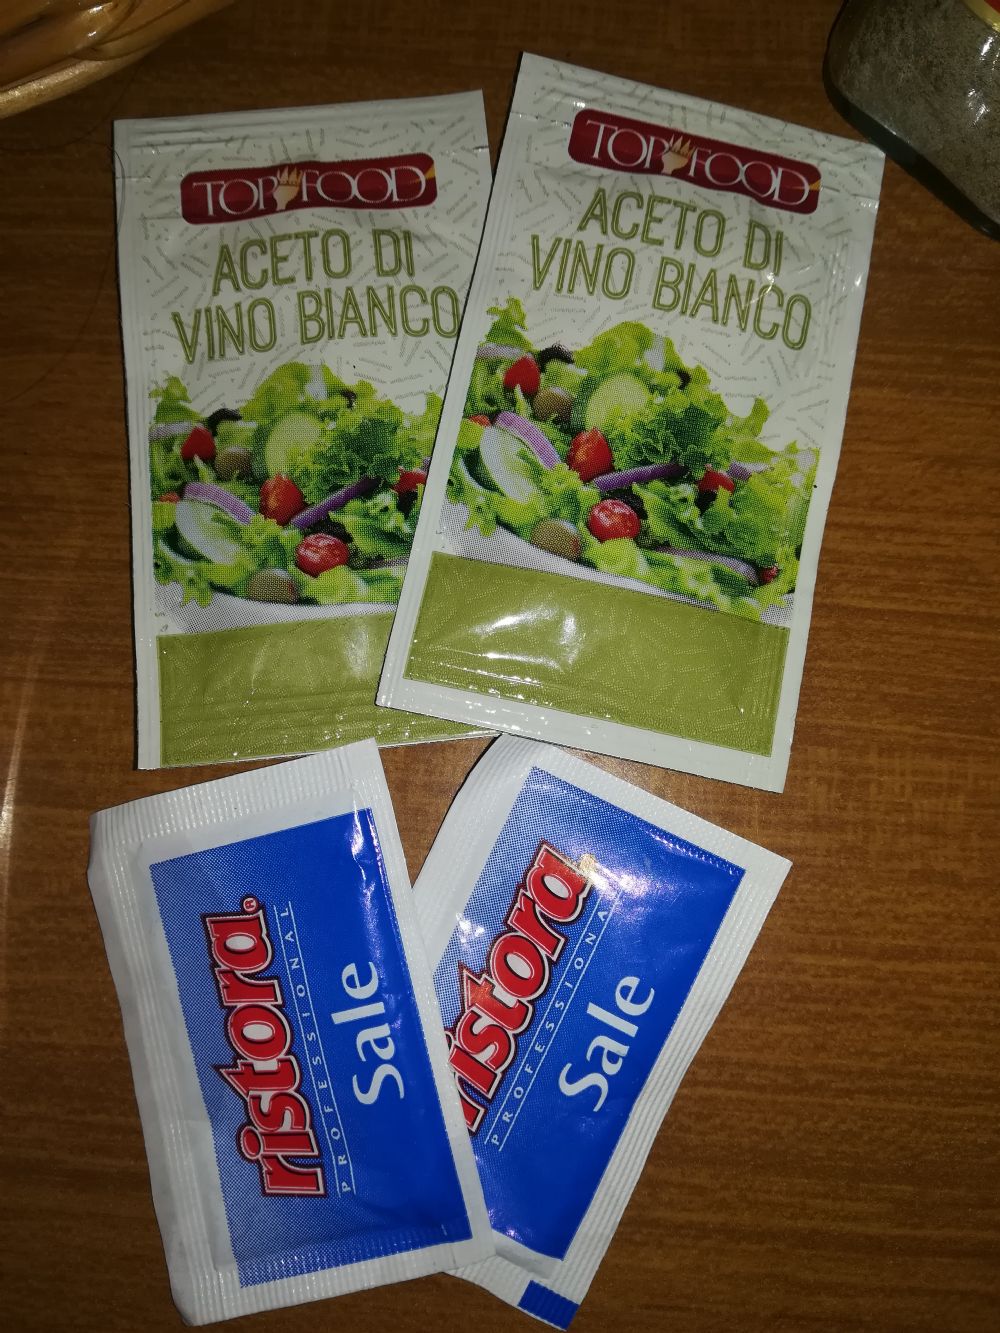 TOP FOOD
ACETO DI
VINO BIANCO
TOP FOOD
ACETO DI
VINO BIANCO
ristora®
PROFESSIONAL
Sale
ristora
PROFESSIONAL
Sale